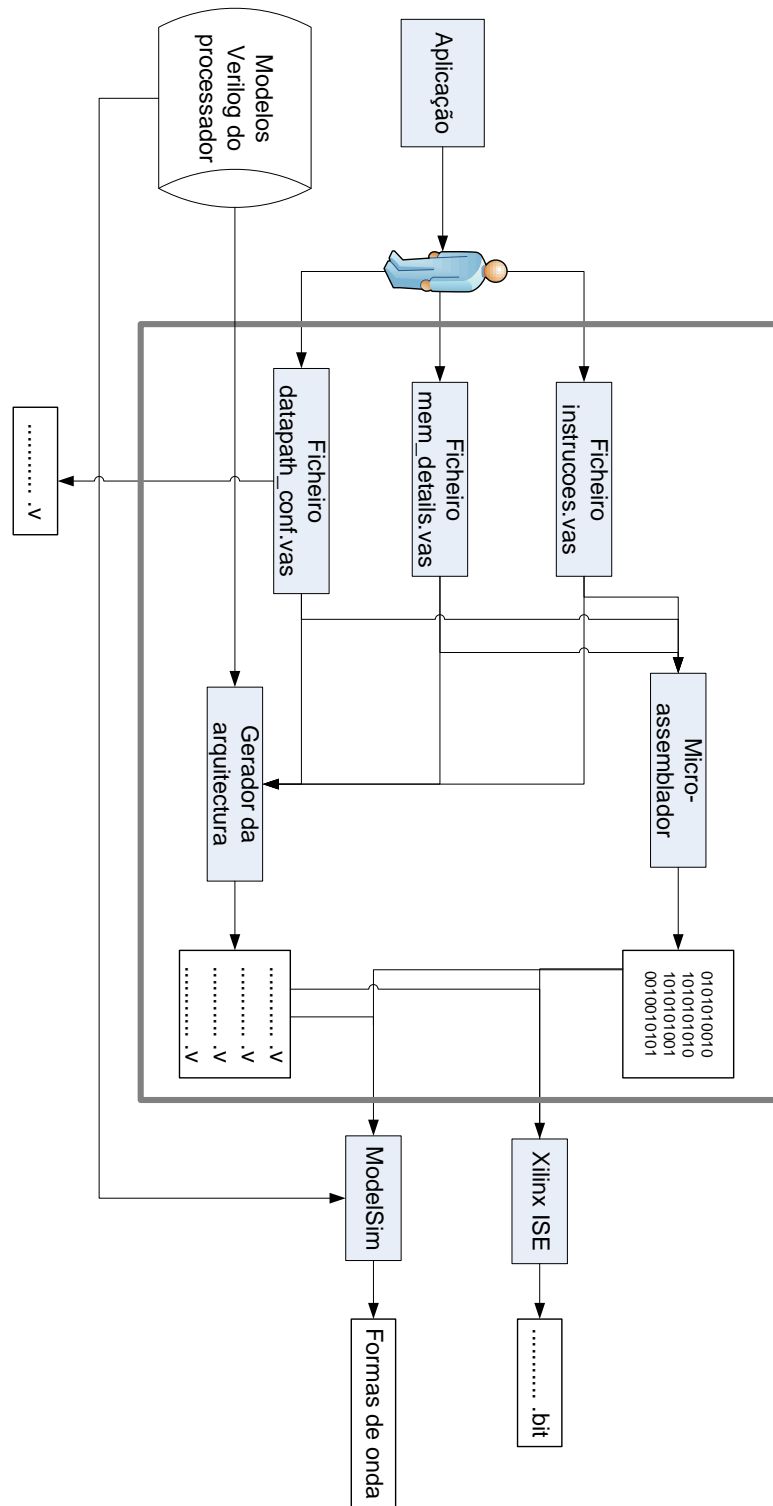 Aplicação
Modelos
Verilog do
processador
Ficheiro
instrucoes.vas
Ficheiro
mem_details.vas
Ficheiro
datapath_conf.vas
............ .v
Micro-
assemblador
Gerador da
arquitectura
0101010010
1010101010
1010101001
0010010101
............ .v
............ .v
............ .v
............ .v
Xilinx ISE
ModelSim
............ .bit
Formas de onda